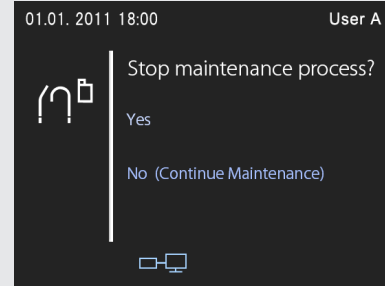 01.01. 2011 18:00 User A
Stop maintenance process?
Yes
No (Continue Maintenance)